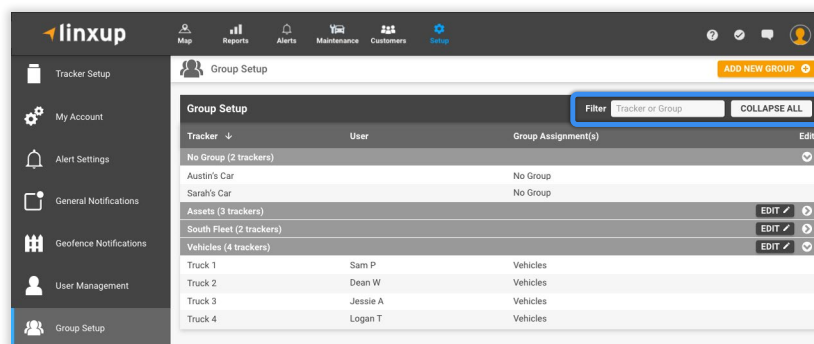 linxup
Map
Reports
Alerts
Maintenance
Customers
Setup
Tracker Setup
My Account
Alert Settings
General Notifications
Geofence Notifications
User Management
Group Setup
Group Setup
ADD NEW GROUP
Group Setup
Filter Tracker or Group COLLAPSE ALL
Tracker User Group Assignment(s) Edit
No Group (2 trackers)
Austin's Car No Group
Sarah's Car No Group
Assets (3 trackers) EDIT
South Fleet (2 trackers) EDIT
Vehicles (4 trackers) EDIT
Truck 1 Sam P Vehicles
Truck 2 Dean W Vehicles
Truck 3 Jessie A Vehicles
Truck 4 Logan T Vehicles